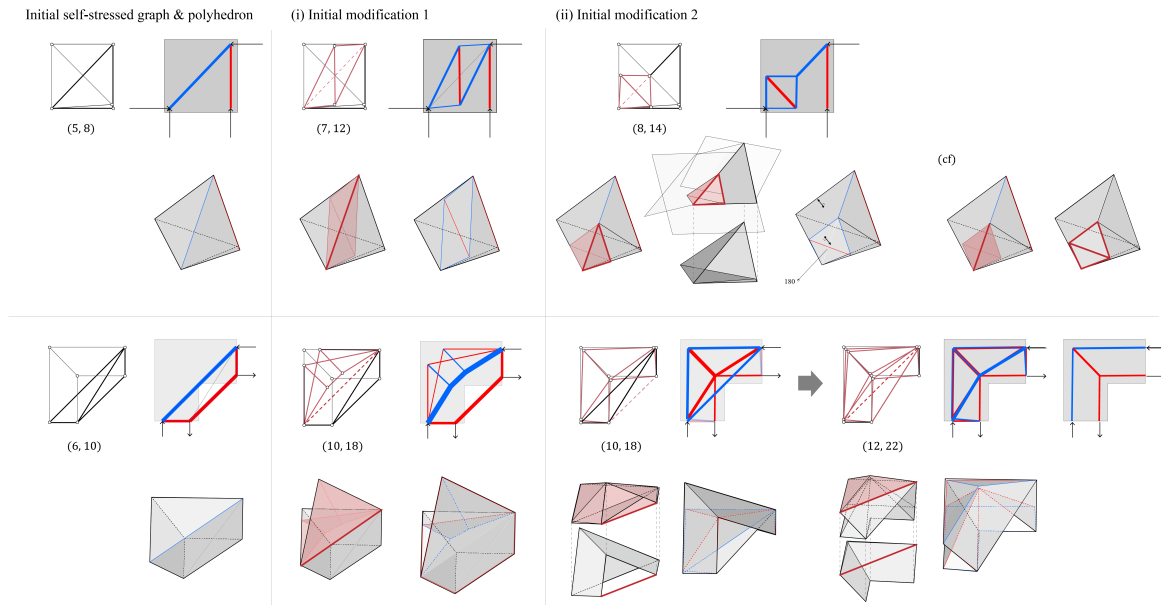 Initial self-stressed graph & polyhedron
(i) Initial modification 1
(ii) Initial modification 2
(5, 8)
(7, 12)
(8, 14)
(cf)
180
(6, 10)
(10, 18)
(10, 18)
(12, 22)